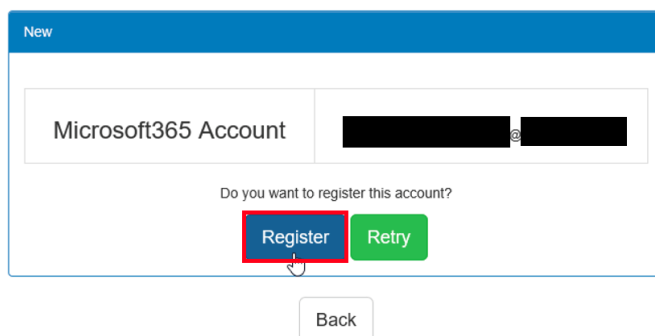 New
Microsoft365 Account
@
Do you want to register this account?
Register
Retry
Back